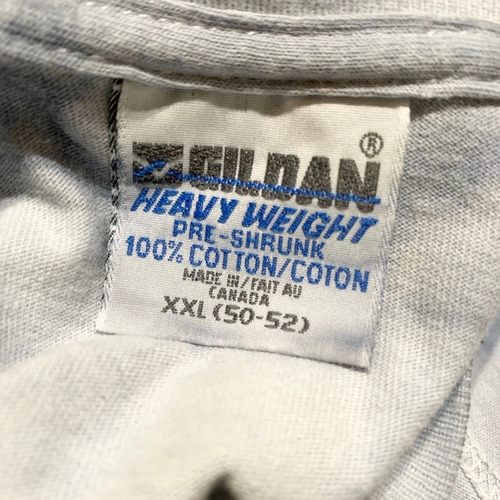 GILDAN®
HEAVY WEIGHT
PRE-SHRUNK
100% COTTON/COTON
MADE IN/FAIT AU
CANADA
XXL (50-52)